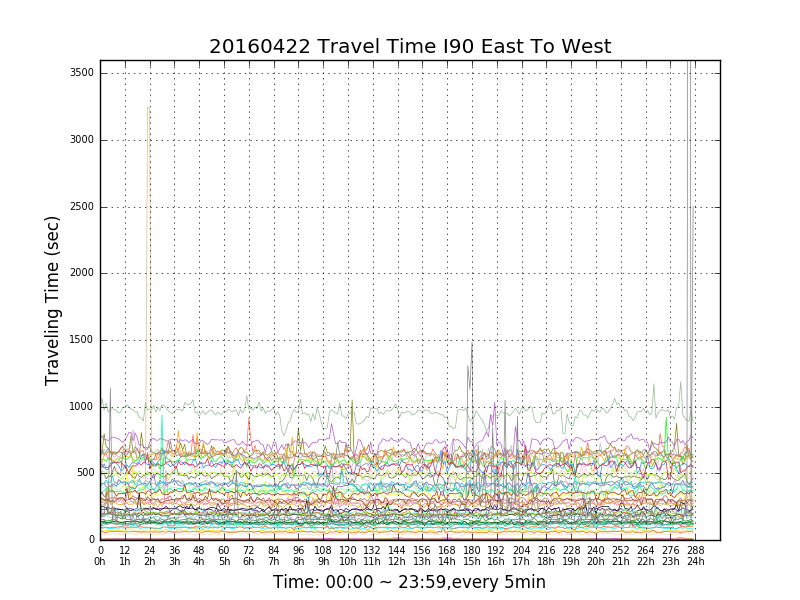 20160422 Travel Time I90 East To West
3500
3000
2500
2000
1500
1000
500
0
Traveling Time (sec)
0 12 24 36 48 60 72 84 96 108 120 132 144 156 168 180 192 204 216 228 240 252 264 276 288
0h 1h 2h 3h 4h 5h 6h 7h 8h 9h 10h 11h 12h 13h 14h 15h 16h 17h 18h 19h 20h 21h 22h 23h 24h
Time: 00:00 ~ 23:59,every 5min